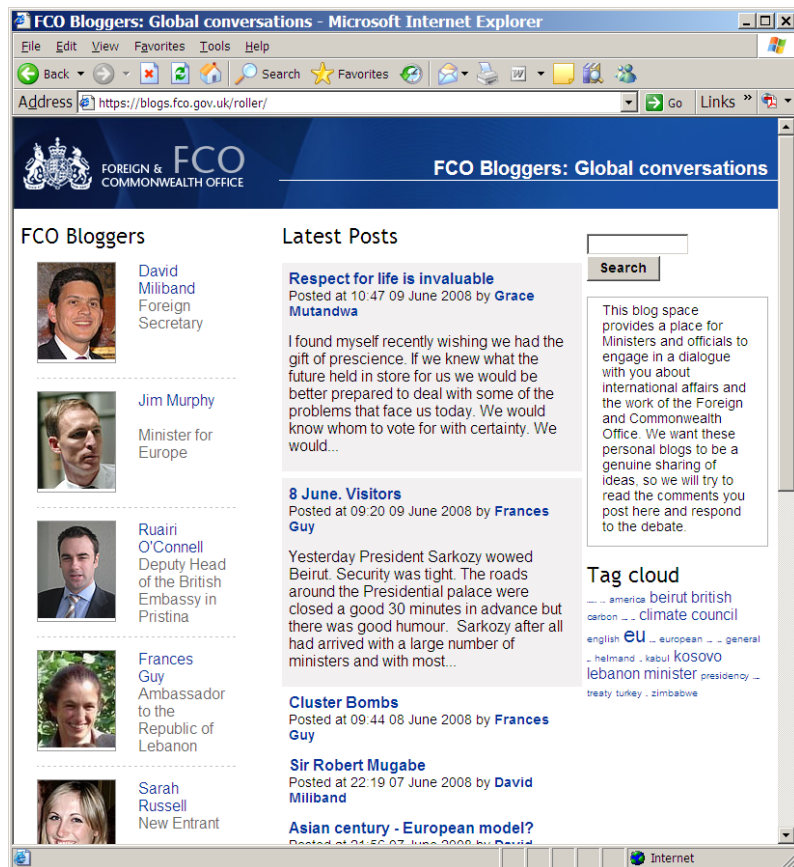 FCO Bloggers: Global conversations - Microsoft Internet Explorer
File Edit View Favorites Tools Help
Back Search Favorites
Address https://blogs.fco.gov.uk/roller/ Go Links »
FOREIGN & FCO
COMMONWEALTH OFFICE
FCO Bloggers: Global conversations
FCO Bloggers
David
Miliband
Foreign
Secretary
Jim Murphy
Minister for
Europe
Ruairi
O'Connell
Deputy Head
of the British
Embassy in
Pristina
Frances
Guy
Ambassador
to the
Republic of
Lebanon
Sarah
Russell
New Entrant
Latest Posts
Respect for life is invaluable
Posted at 10:47 09 June 2008 by Grace
Mutandwa
I found myself recently wishing we had the
gift of prescience. If we knew what the
future held in store for us we would be
better prepared to deal with some of the
problems that face us today. We would
know whom to vote for with certainty. We
would...
8 June. Visitors
Posted at 09:20 09 June 2008 by Frances
Guy
Yesterday President Sarkozy wowed
Beirut. Security was tight. The roads
around the Presidential palace were
closed a good 30 minutes in advance but
there was good humour. Sarkozy after all
had arrived with a large number of
ministers and with most...
Cluster Bombs
Posted at 09:44 08 June 2008 by Frances
Guy
Sir Robert Mugabe
Posted at 22:19 07 June 2008 by David
Miliband
Asian century - European model?
Posted at 21:56 07 June 2008 by David
Search
This blog space
provides a place for
Ministers and officials to
engage in a dialogue
with you about
international affairs and
the work of the Foreign
and Commonwealth
Office. We want these
personal blogs to be a
genuine sharing of
ideas, so we will try to
read the comments you
post here and respond
to the debate.
Tag cloud
america beirut british
carbon climate council
english eu european general
helmand kabul kosovo
lebanon minister presidency
treaty turkey zimbabwe
Internet